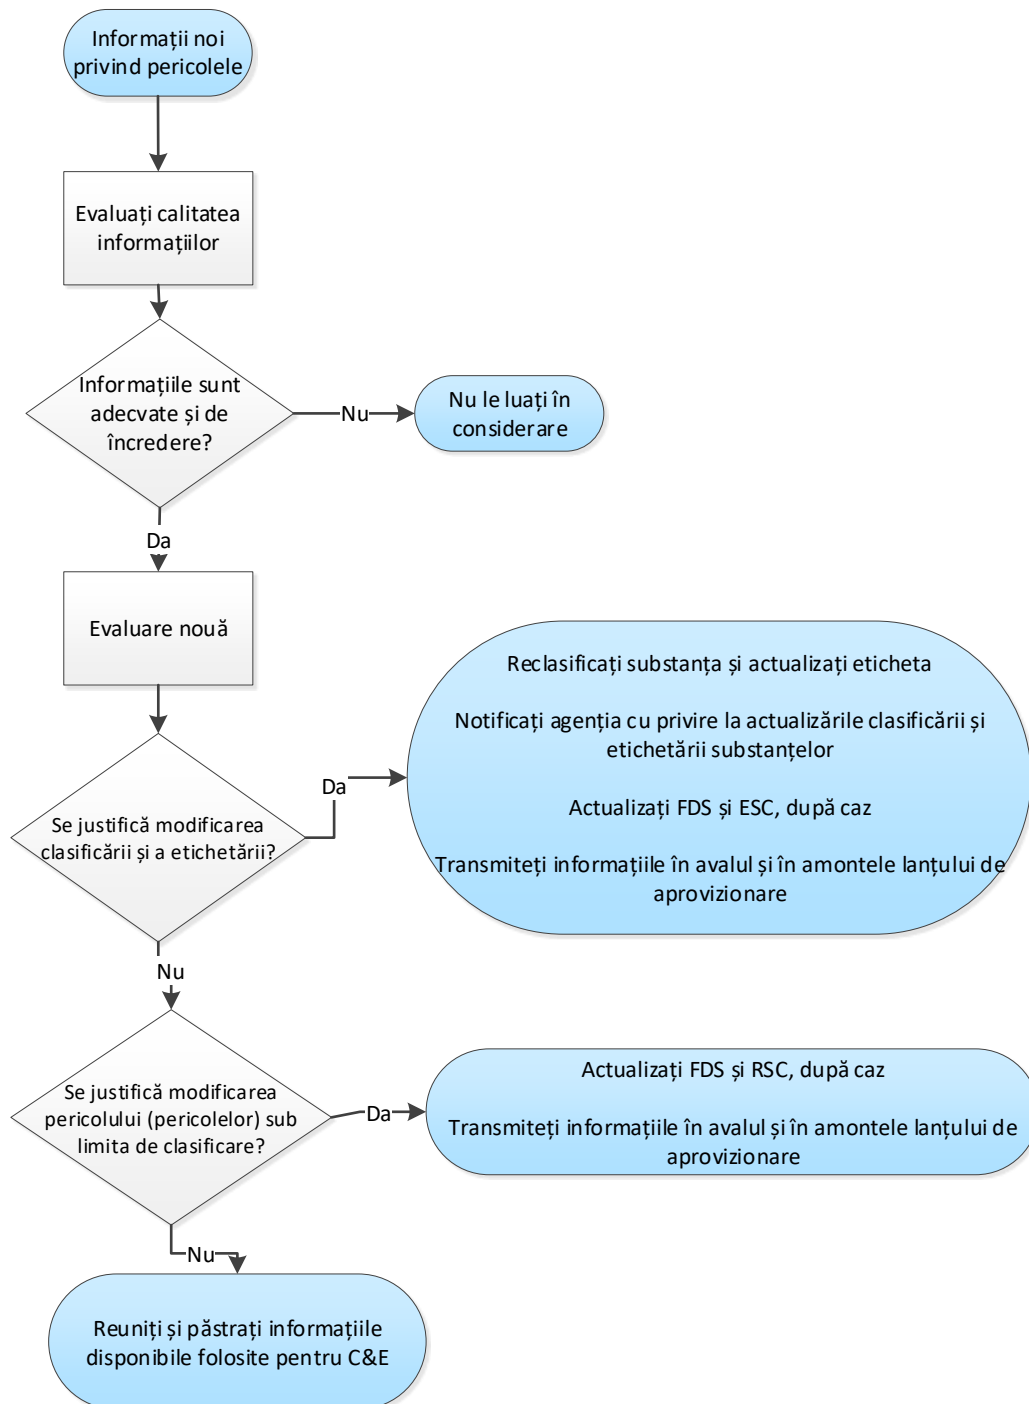 Informații noi
privind pericolele
Evaluați calitatea
informațiilor
Informațiile sunt
adecvate și de
încredere?
Nu
Nu le luați în
considerare
Da
Evaluare nouă
Se justifică modificarea
clasificării și a etichetării?
Da
Reclasificați substanța și actualizați eticheta
Notificați agenția cu privire la actualizările clasificării și
etichetării substanțelor
Actualizați FDS și ESC, după caz
Transmiteți informațiile în avalul și în amontele lanțului de
aprovizionare
Nu
Se justifică modificarea
pericolului (pericolelor) sub
limita de clasificare?
Da
Actualizați FDS și RSC, după caz
Transmiteți informațiile în avalul și în amontele lanțului de
aprovizionare
Nu
Reuniți și păstrați informațiile
disponibile folosite pentru C&E